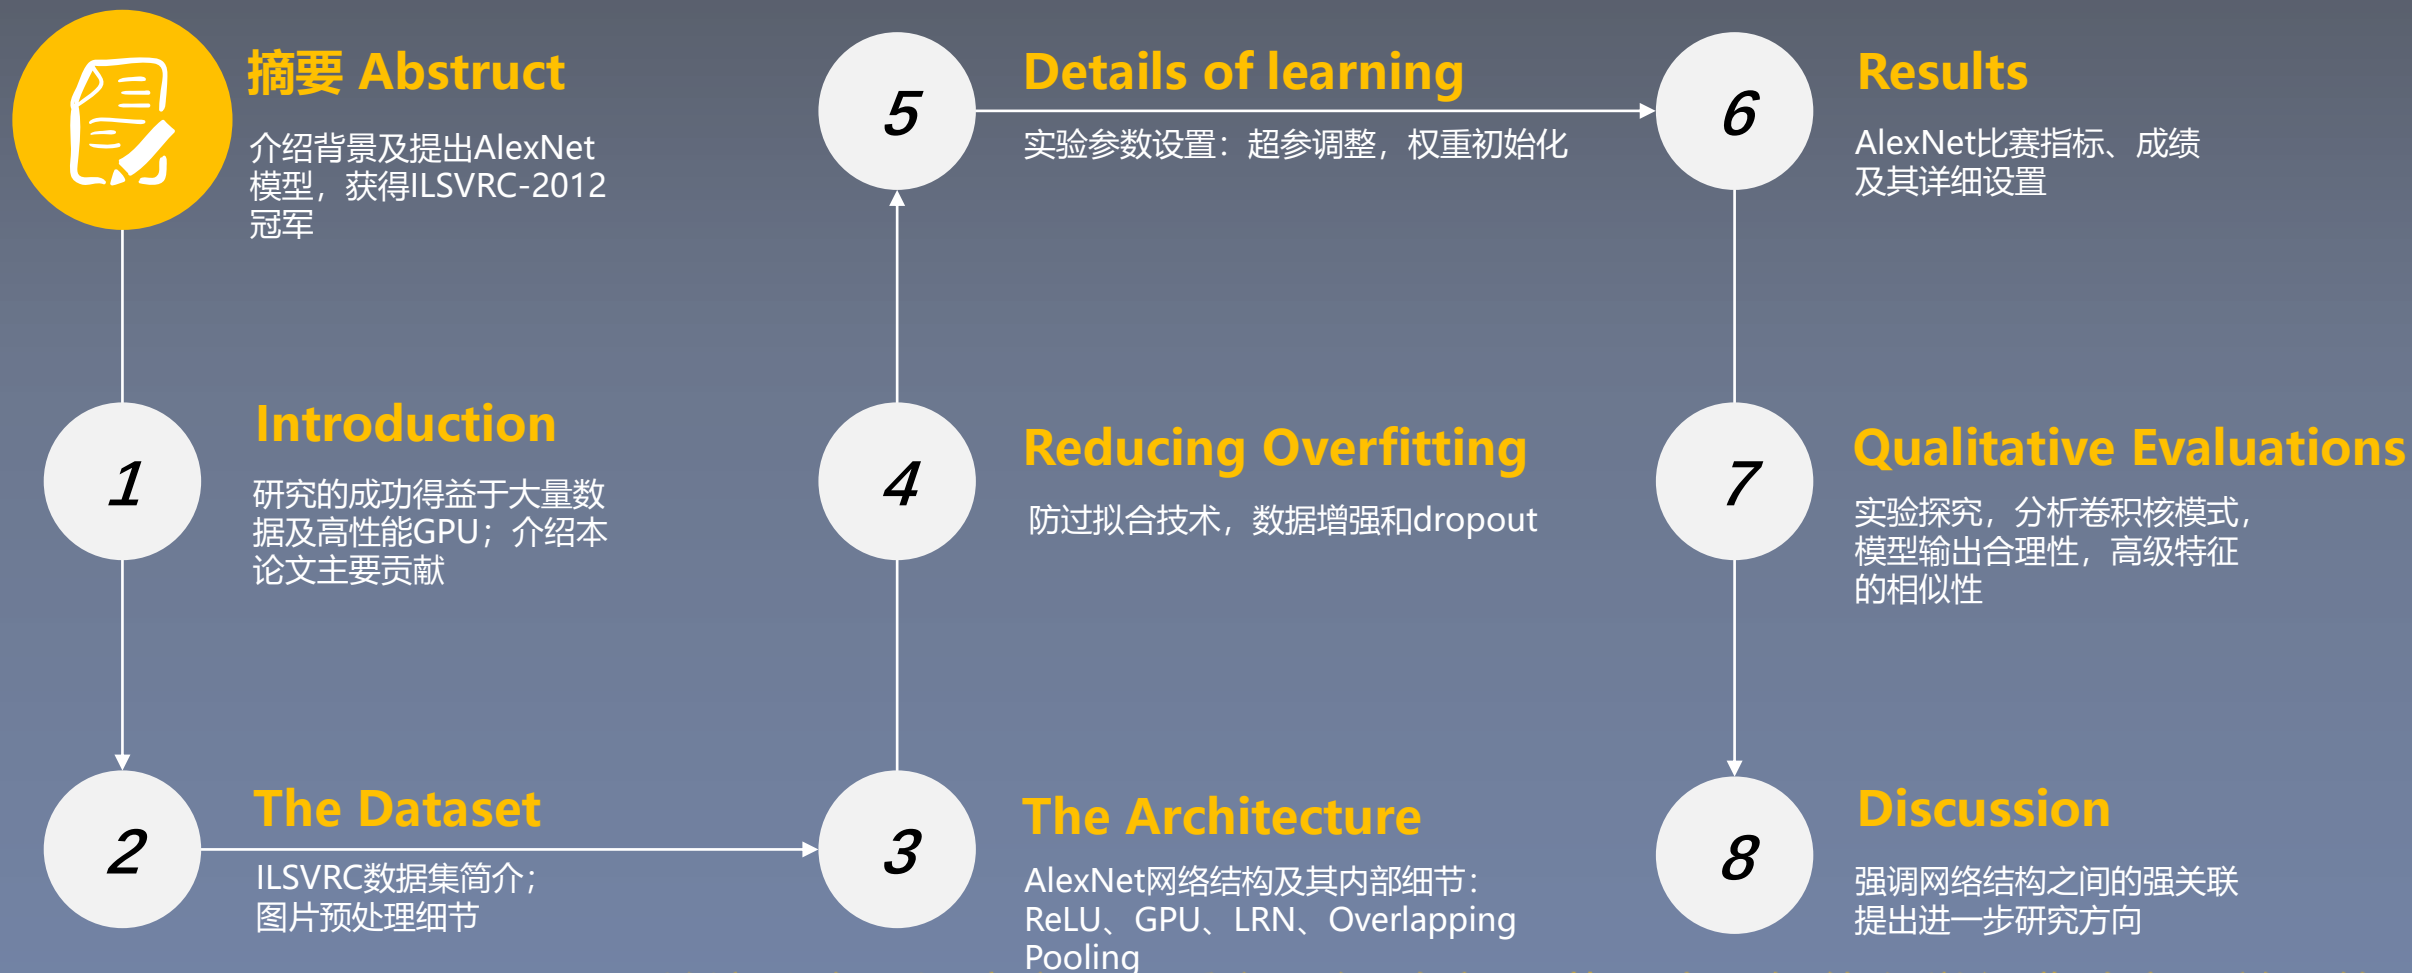 摘要 Abstruct
介绍背景及提出AlexNet
模型，获得ILSVRC-2012
冠军
1
Introduction
研究的成功得益于大量数
据及高性能GPU；介绍本
论文主要贡献
2
The Dataset
ILSVRC数据集简介；
图片预处理细节
3
The Architecture
AlexNet网络结构及其内部细节：
ReLU、GPU、LRN、Overlapping
Pooling
4
Reducing Overfitting
防过拟合技术，数据增强和dropout
5
Details of learning
实验参数设置：超参调整，权重初始化
6
Results
AlexNet比赛指标、成绩
及其详细设置
7
Qualitative Evaluations
实验探究，分析卷积核模式，
模型输出合理性，高级特征
的相似性
8
Discussion
强调网络结构之间的强关联
提出进一步研究方向